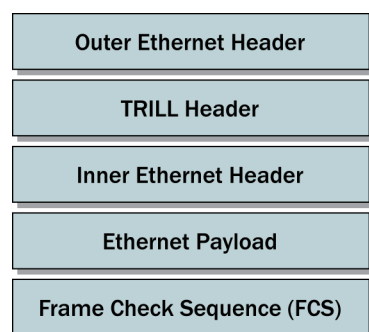 Outer Ethernet Header
TRILL Header
Inner Ethernet Header
Ethernet Payload
Frame Check Sequence (FCS)